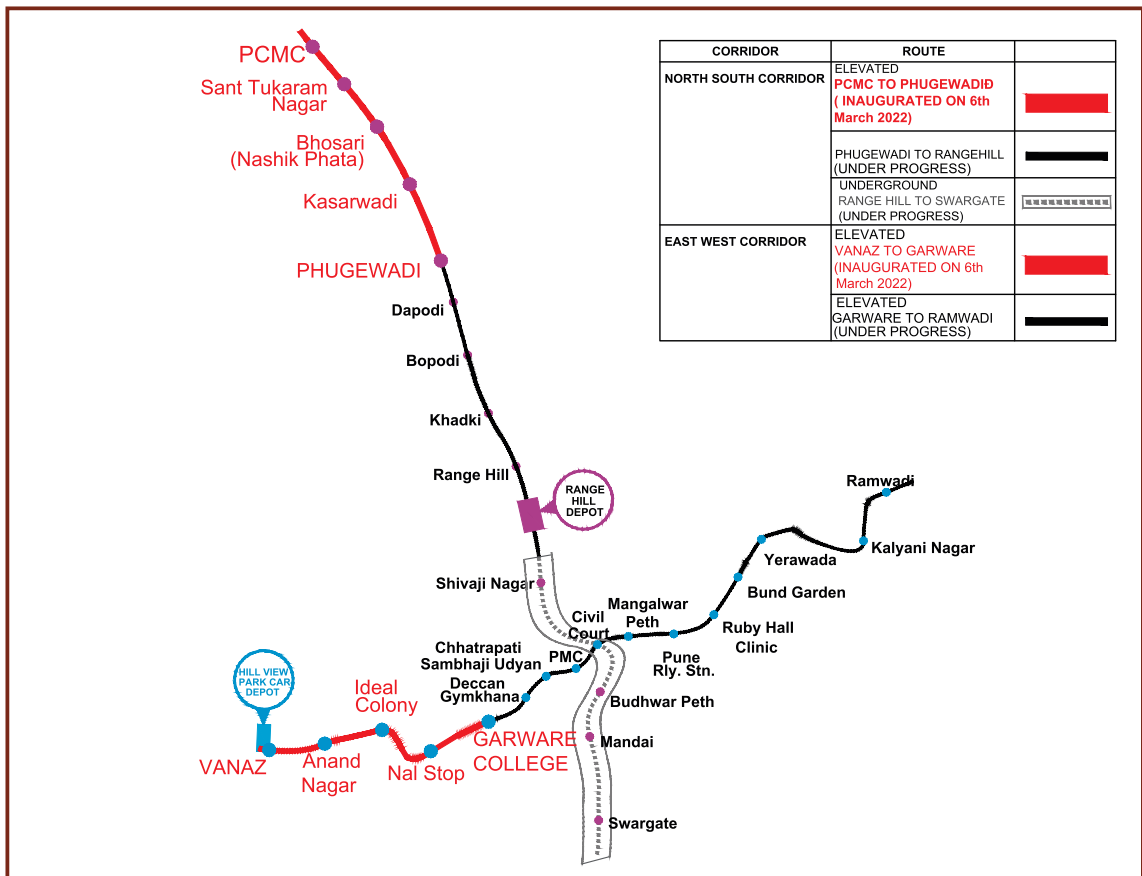 PCMC
Sant Tukaram
Nagar
Bhosari
(Nashik Phata)
Kasarwadi
PHUGEWADI
Dapodi
Bopodi
Khadki
Range Hill
RANGE
HILL
DEPOT
Shivaji Nagar
CORRIDOR
ROUTE
NORTH SOUTH CORRIDOR
ELEVATED
PCMC TO PHUGEWADIĐ
( INAUGURATED ON 6th
March 2022)
PHUGEWADI TO RANGEHILL
(UNDER PROGRESS)
UNDERGROUND
RANGE HILL TO SWARGATE
(UNDER PROGRESS)
EAST WEST CORRIDOR
ELEVATED
VANAZ TO GARWARE
(INAUGURATED ON 6th
March 2022)
ELEVATED
GARWARE TO RAMWADI
(UNDER PROGRESS)
Ramwadi
Kalyani Nagar
Yerawada
Bund Garden
Ruby Hall
Clinic
Mangalwar
Peth
Pune
Rly. Stn.
Civil
Court
PMC
Chhatrapati
Sambhaji Udyan
Deccan
Gymkhana
Budhwar Peth
Mandai
Swargate
HILL VIEW
PARK CAR
DEPOT
VANAZ
Anand
Nagar
Ideal
Colony
Nal Stop
GARWARE
COLLEGE